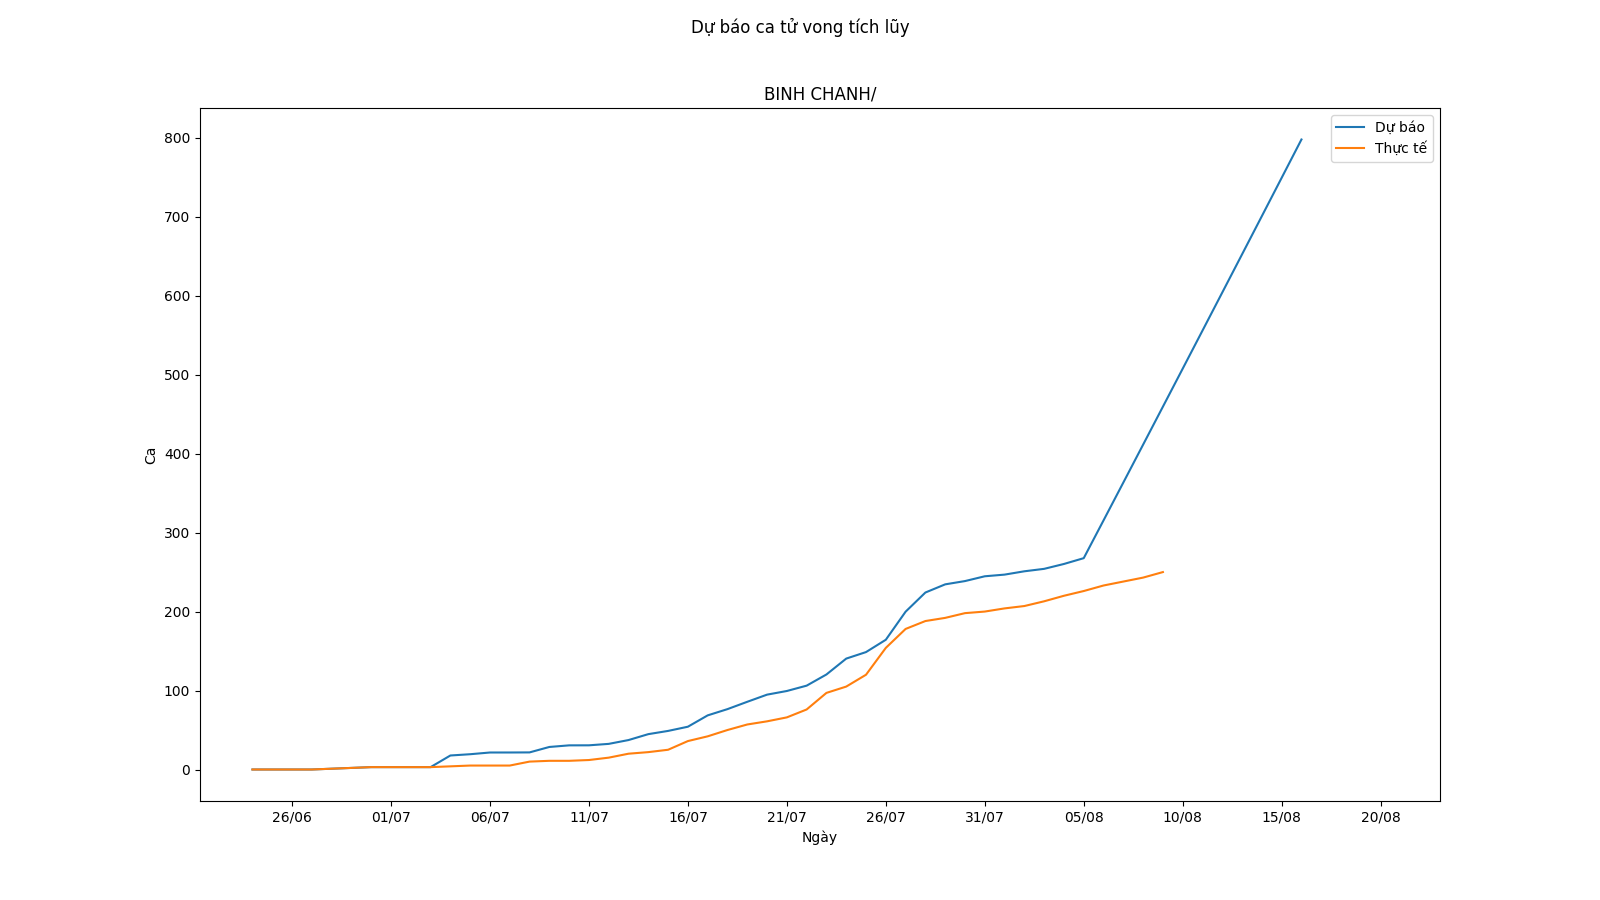 Dự báo ca tử vong tích lũy
BINH CHANH/
Dự báo
Thực tế
800
700
600
500
400
300
200
100
0
Ca
26/06 01/07 06/07 11/07 16/07 21/07 26/07 31/07 05/08 10/08 15/08 20/08
Ngày